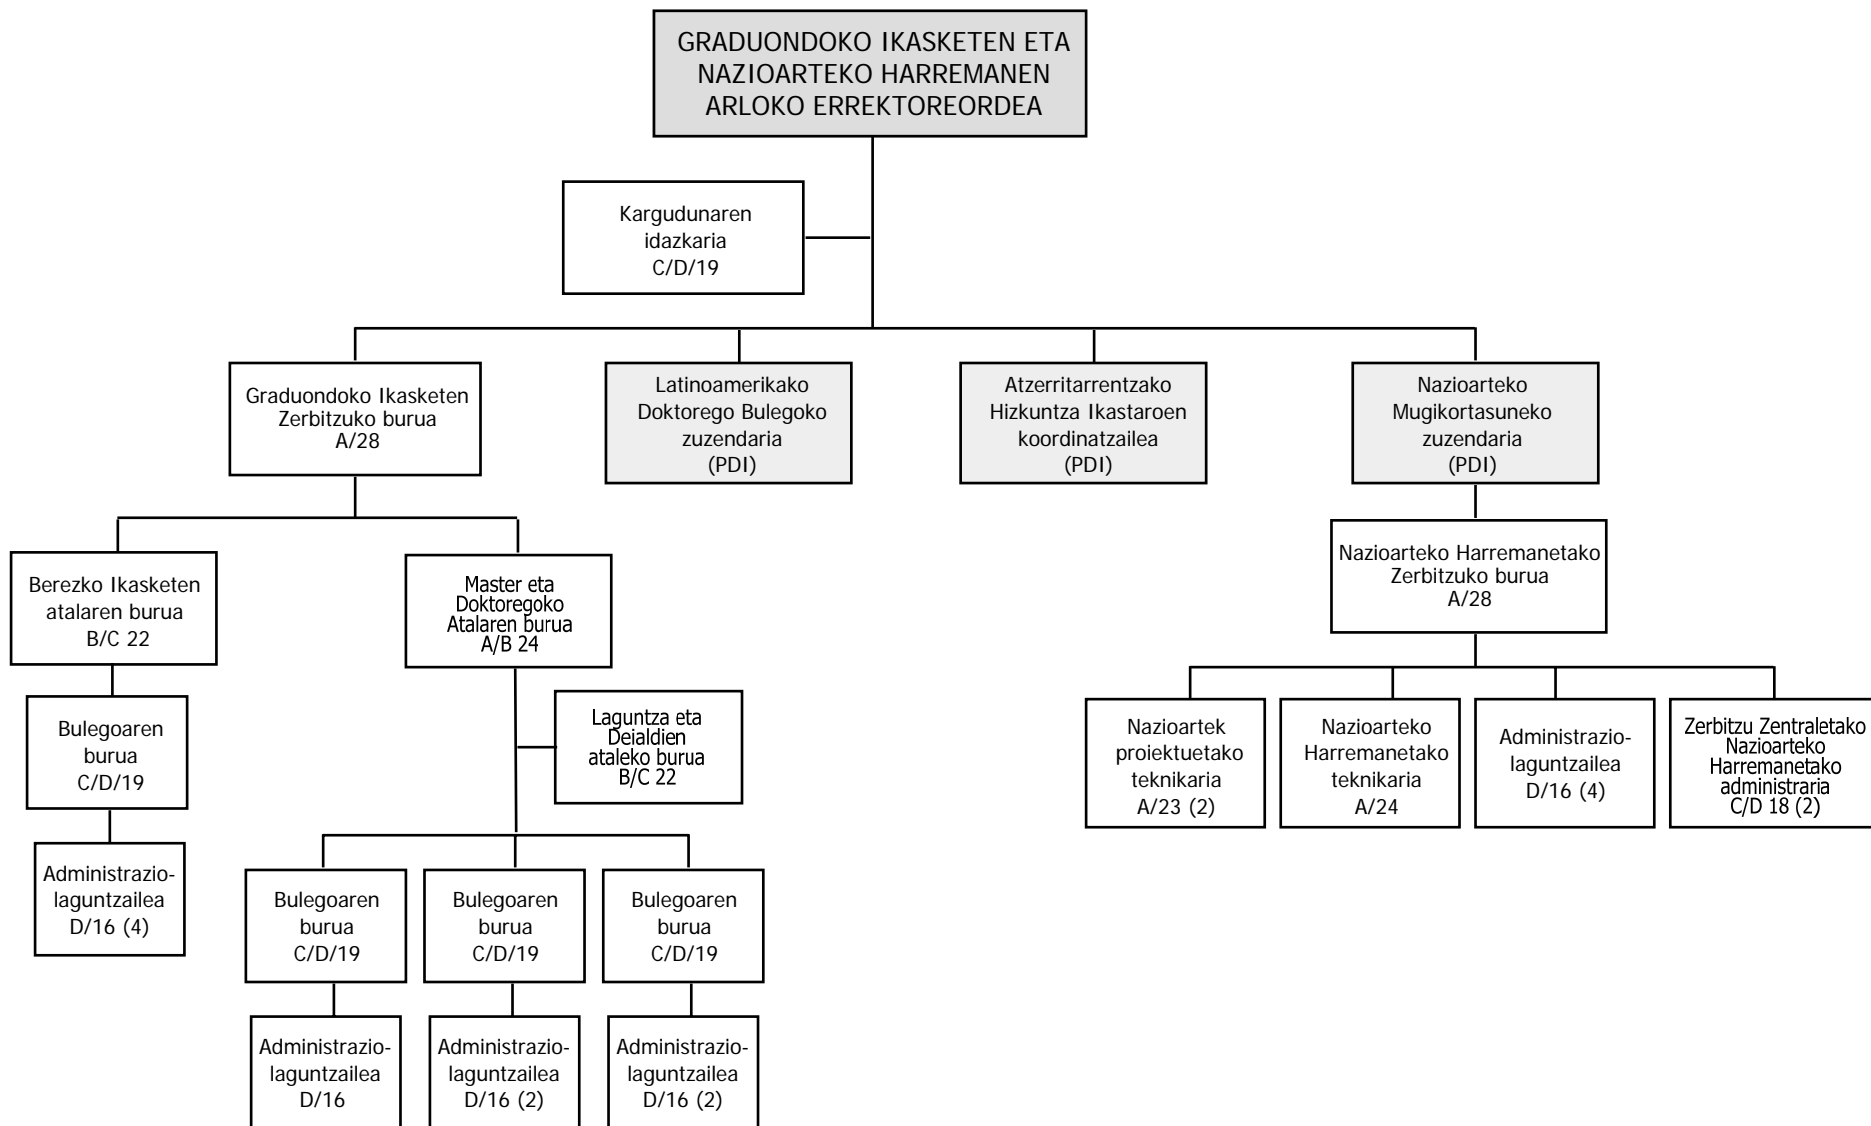 GRADUONDOKO IKASKETEN ETA
NAZIOARTEKO HARREMANEN
ARLOKO ERREKTOREORDEA
Kargudunaren
idazkaria
C/D/19
Graduondoko Ikasketen
Zerbitzuko burua
A/28
Latinoamerikako
Doktorego Bulegoko
zuzendaria
(PDI)
Atzerritarrentzako
Hizkuntza Ikastaroen
koordinatzailea
(PDI)
Nazioarteko
Mugikortasuneko
zuzendaria
(PDI)
Berezko Ikasketen
atalaren burua
B/C 22
Master eta
Doktoregoko
Atalaren burua
A/B 24
Nazioarteko Harremanetako
Zerbitzuko burua
A/28
Bulegoaren
burua
C/D/19
Laguntza eta
Deialdien
ataleko burua
B/C 22
Nazioartek
proiektuetako
teknikaria
A/23 (2)
Nazioarteko
Harremanetako
teknikaria
A/24
Administrazio-
laguntzailea
D/16 (4)
Zerbitzu Zentraletako
Nazioarteko
Harremanetako
administraria
C/D 18 (2)
Administrazio-
laguntzailea
D/16 (4)
Bulegoaren
burua
C/D/19
Bulegoaren
burua
C/D/19
Bulegoaren
burua
C/D/19
Administrazio-
laguntzailea
D/16
Administrazio-
laguntzailea
D/16 (2)
Administrazio-
laguntzailea
D/16 (2)